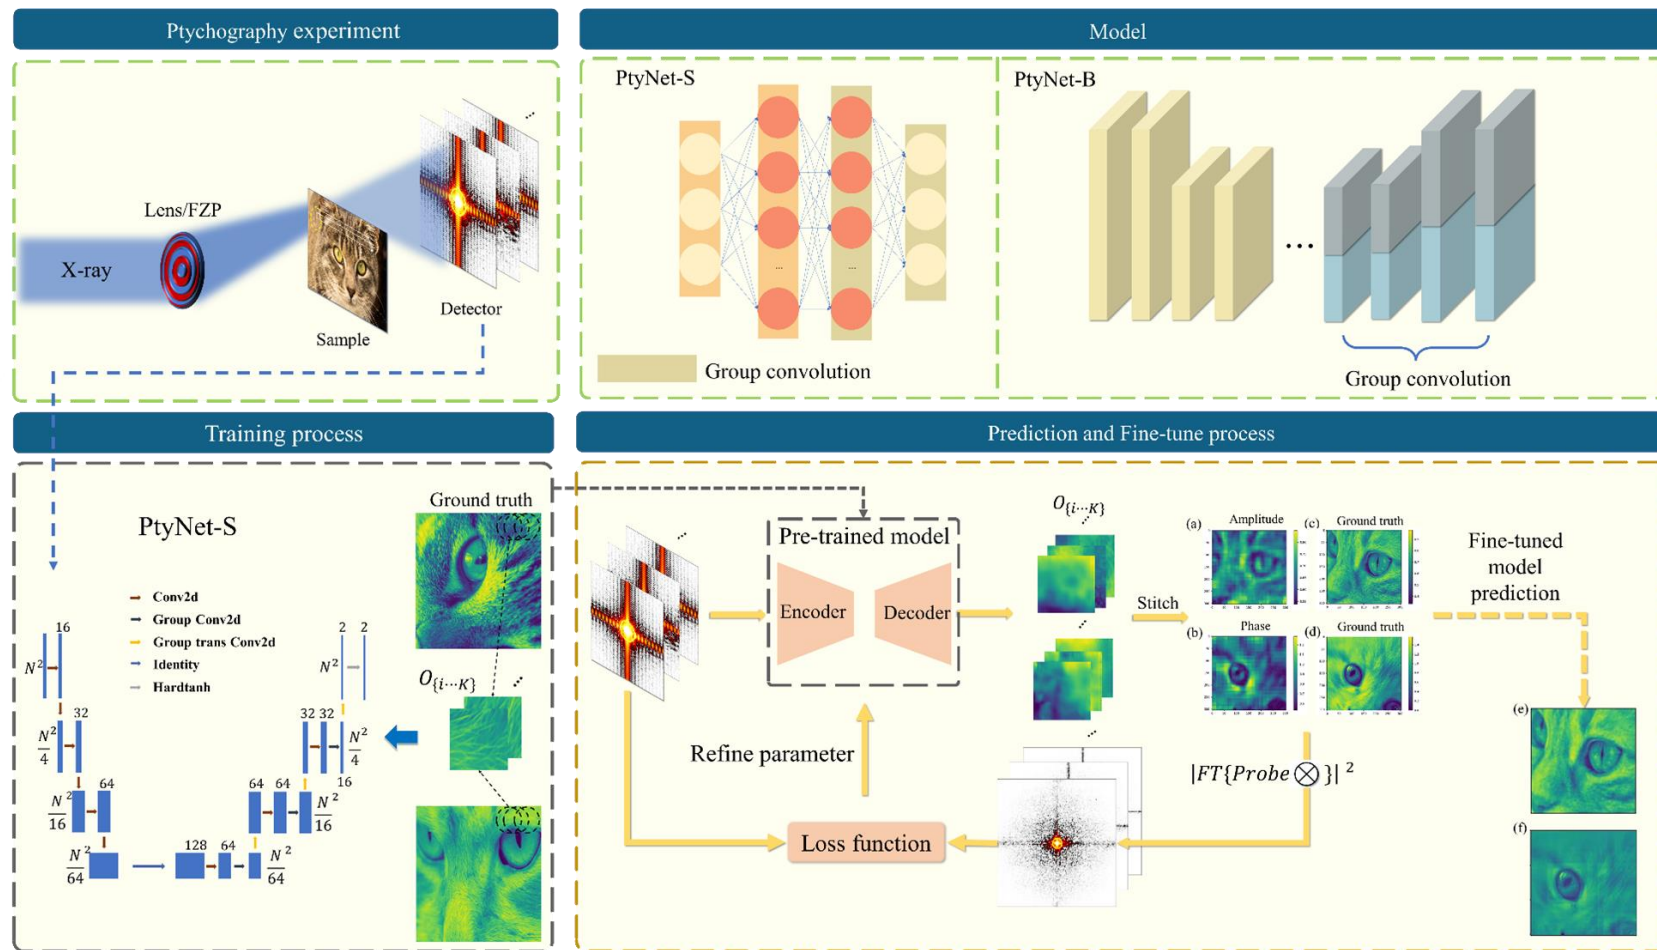 Ptychography experiment
X-ray
Lens/FZP
Sample
Detector
...
Model
PtyNet-S
...
...
Group convolution
PtyNet-B
...
Group convolution
Training process
PtyNet-S
Conv2d
Group Conv2d
Group trans Conv2d
Identity
Hardtanh
16
N²
32
N²/4
64
N²/16
N²/64
128 64
N²/64
64 64
N²/16
32 32
N²/4
16
2 2
N²
Ground truth
O{i⋯K}
...
Prediction and Fine-tune process
...
Pre-trained model
Encoder
Decoder
O{i⋯K}
...
...
Stitch
(a) Amplitude
(c) Ground truth
(b) Phase
(d) Ground truth
Fine-tuned
model
prediction
(e)
(f)
Refine parameter
Loss function
|FT{Probe⊗}| ²